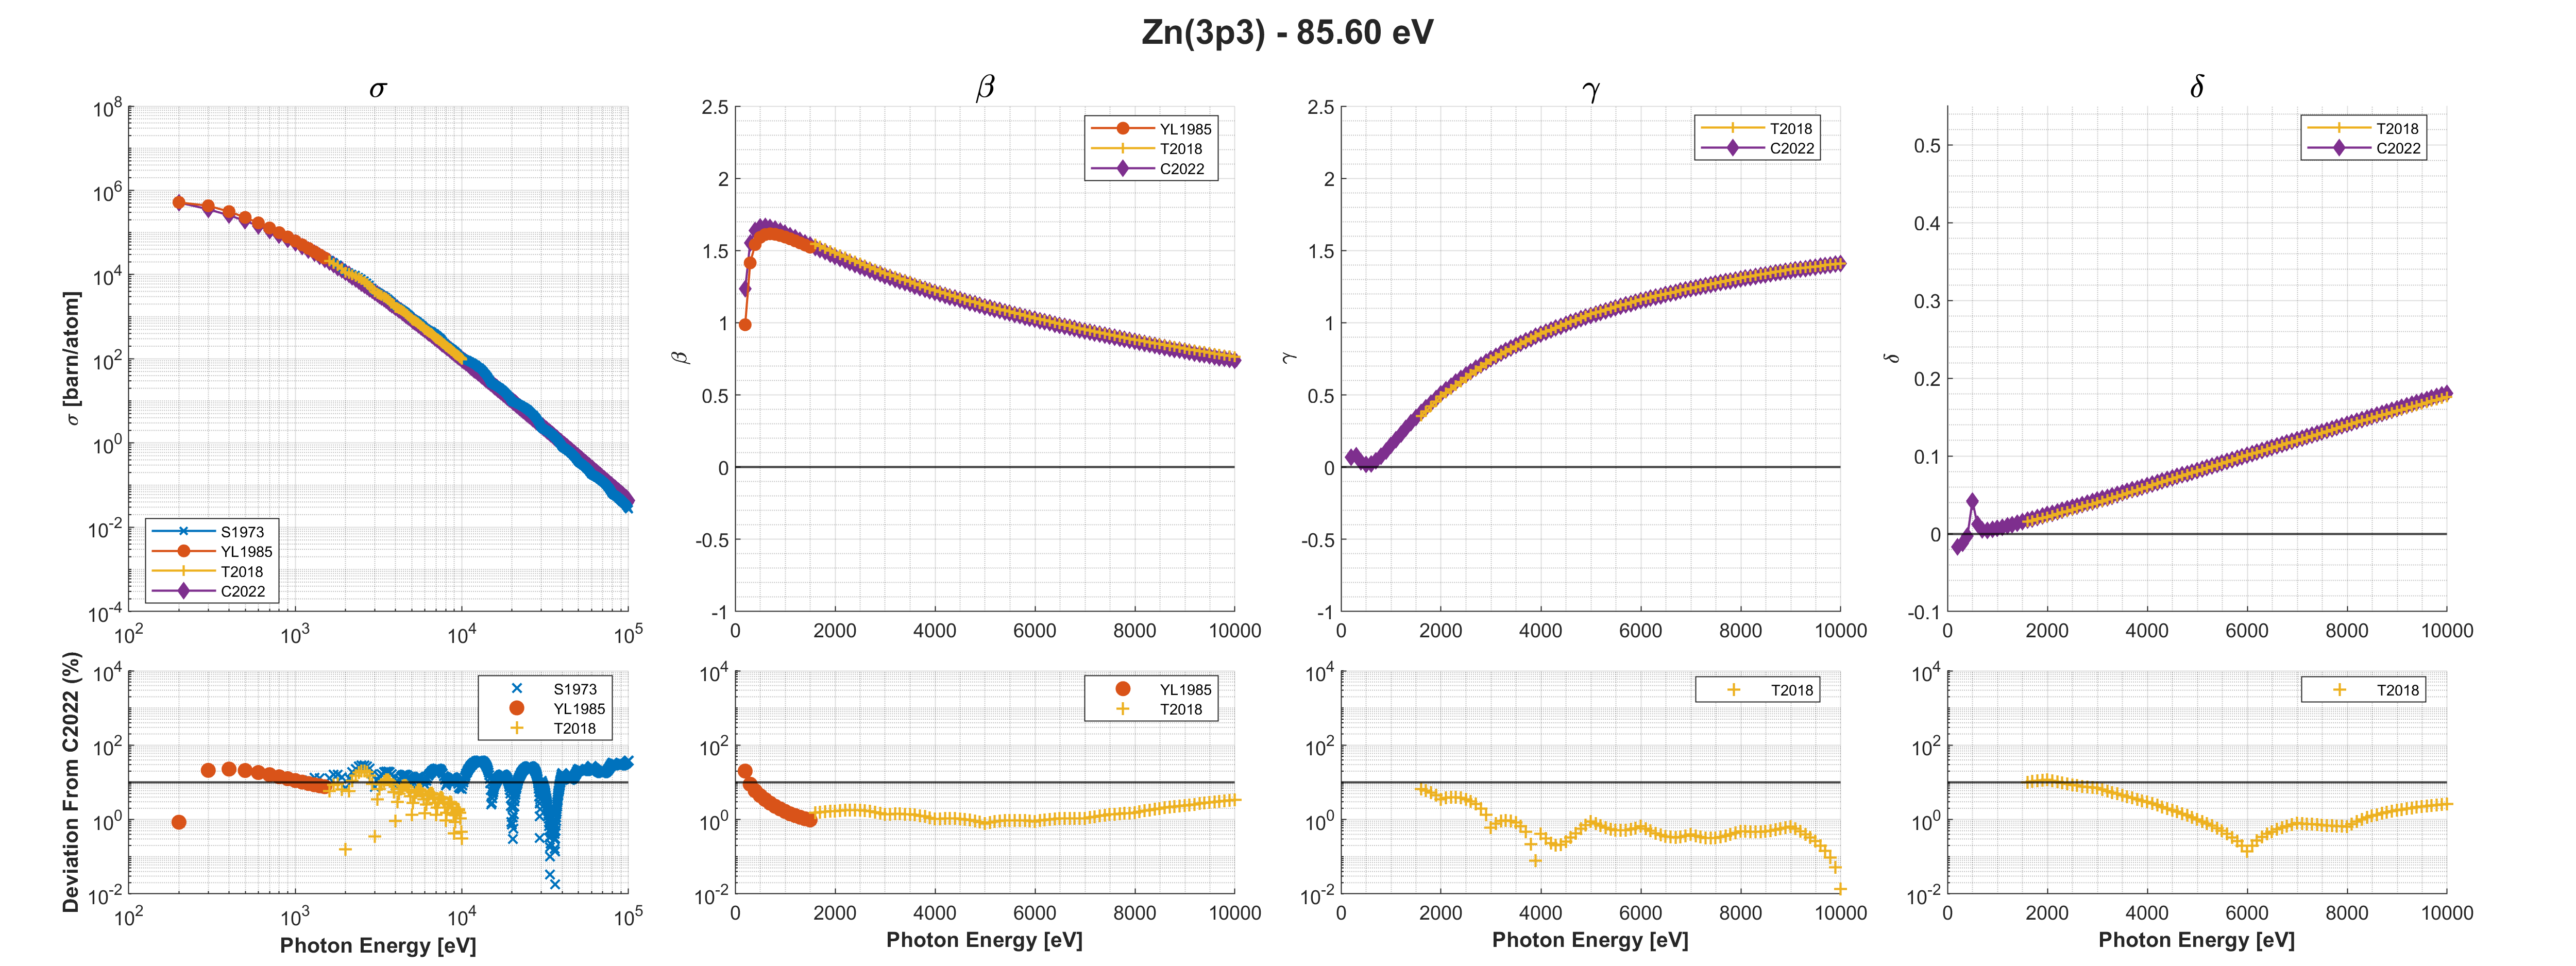 Zn(3p3) - 85.60 eV
σ
10^8
10^6
10^4
10^2
10^0
10^-2
10^-4
σ [barn/atom]
S1973
YL1985
T2018
C2022
10^2
10^3
10^4
10^5
β
2.5
2
1.5
1
0.5
0
-0.5
-1
β
YL1985
T2018
C2022
0
2000
4000
6000
8000
10000
γ
2.5
2
1.5
1
0.5
0
-0.5
-1
γ
T2018
C2022
0
2000
4000
6000
8000
10000
δ
0.5
0.4
0.3
0.2
0.1
0
-0.1
δ
T2018
C2022
0
2000
4000
6000
8000
10000
Deviation From C2022 (%)
10^4
10^2
10^0
10^-2
S1973
YL1985
T2018
10^2
10^3
10^4
10^5
Photon Energy [eV]
10^4
10^2
10^0
10^-2
YL1985
T2018
0
2000
4000
6000
8000
10000
Photon Energy [eV]
10^4
10^2
10^0
10^-2
T2018
0
2000
4000
6000
8000
10000
Photon Energy [eV]
10^4
10^2
10^0
10^-2
T2018
0
2000
4000
6000
8000
10000
Photon Energy [eV]